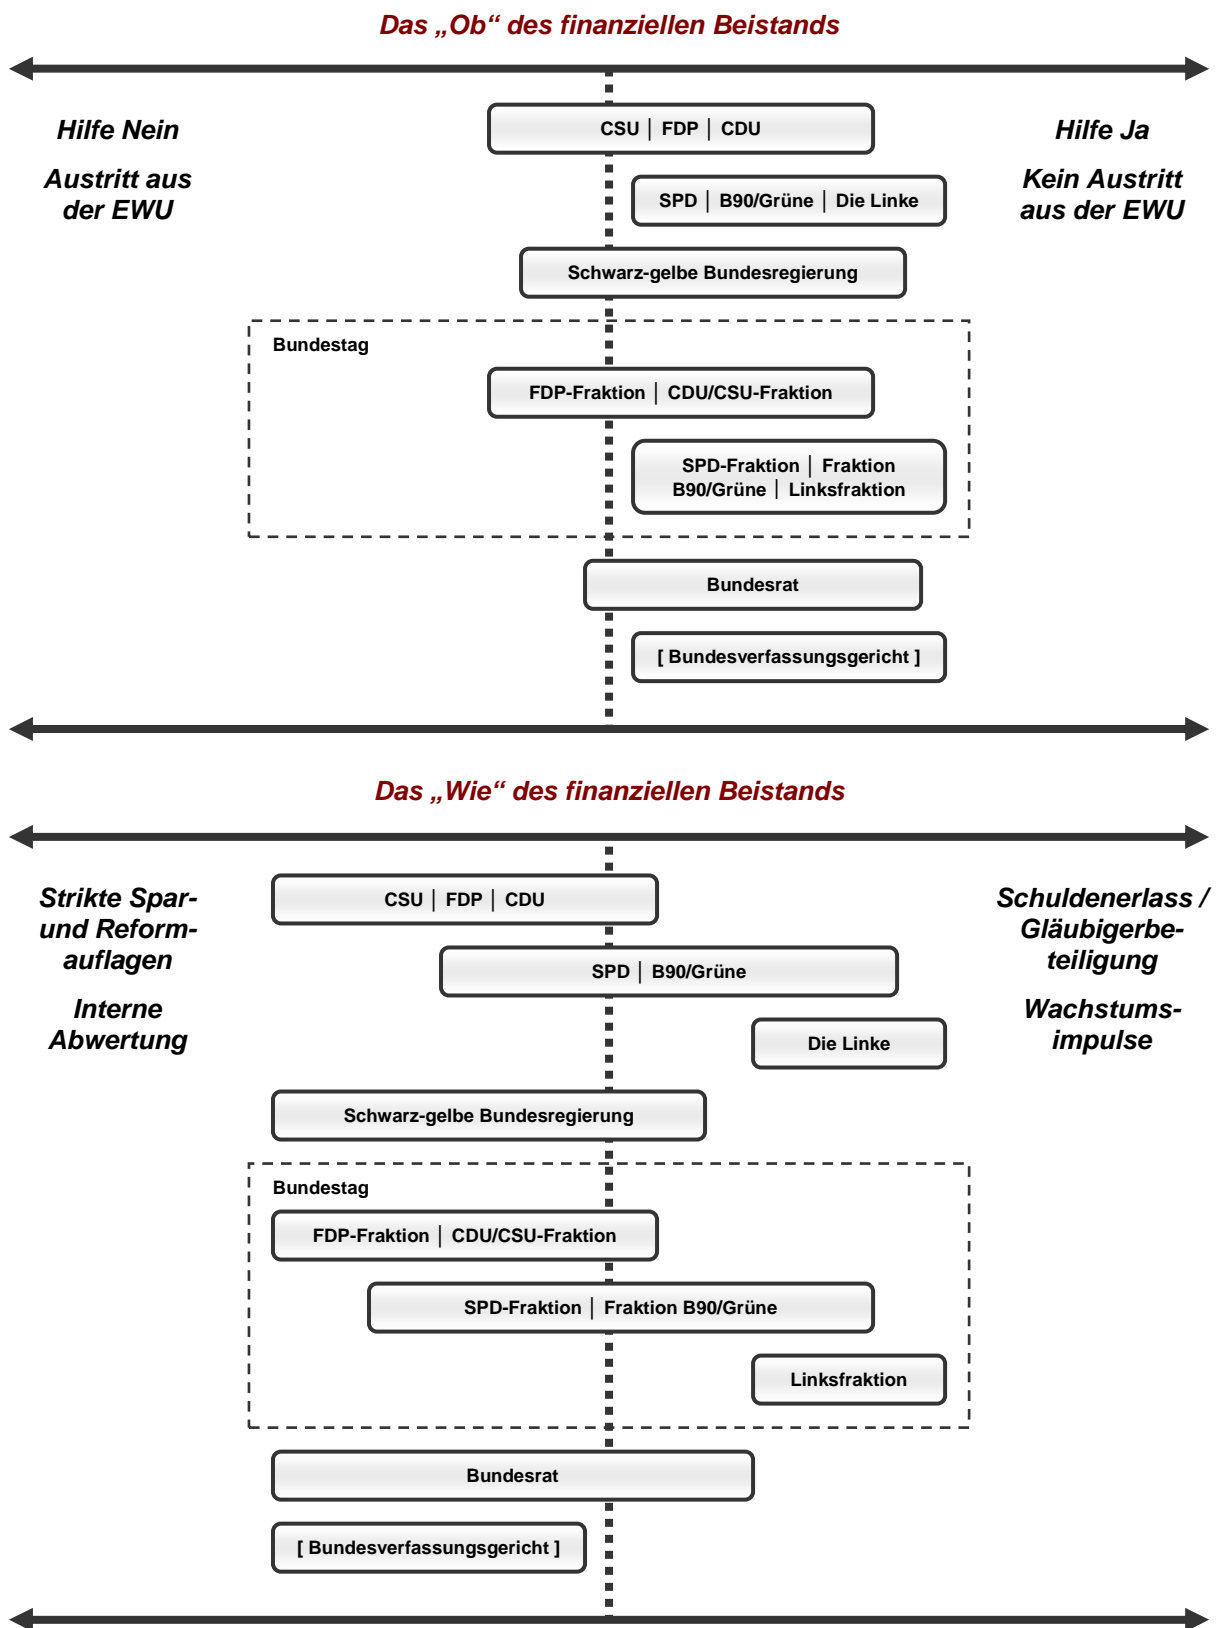 Das „Ob“ des finanziellen Beistands
Hilfe Nein
Austritt aus
der EWU
CSU | FDP | CDU
Hilfe Ja
Kein Austritt
aus der EWU
SPD | B90/Grüne | Die Linke
Schwarz-gelbe Bundesregierung
Bundestag
FDP-Fraktion | CDU/CSU-Fraktion
SPD-Fraktion | Fraktion
B90/Grüne | Linksfraktion
Bundesrat
[ Bundesverfassungsgericht ]
Das „Wie“ des finanziellen Beistands
Strikte Spar-
und Reform-
auflagen
Interne
Abwertung
CSU | FDP | CDU
Schuldenerlass /
Gläubigerbe-
teiligung
Wachstums-
impulse
SPD | B90/Grüne
Die Linke
Schwarz-gelbe Bundesregierung
Bundestag
FDP-Fraktion | CDU/CSU-Fraktion
SPD-Fraktion | Fraktion B90/Grüne
Linksfraktion
Bundesrat
[ Bundesverfassungsgericht ]